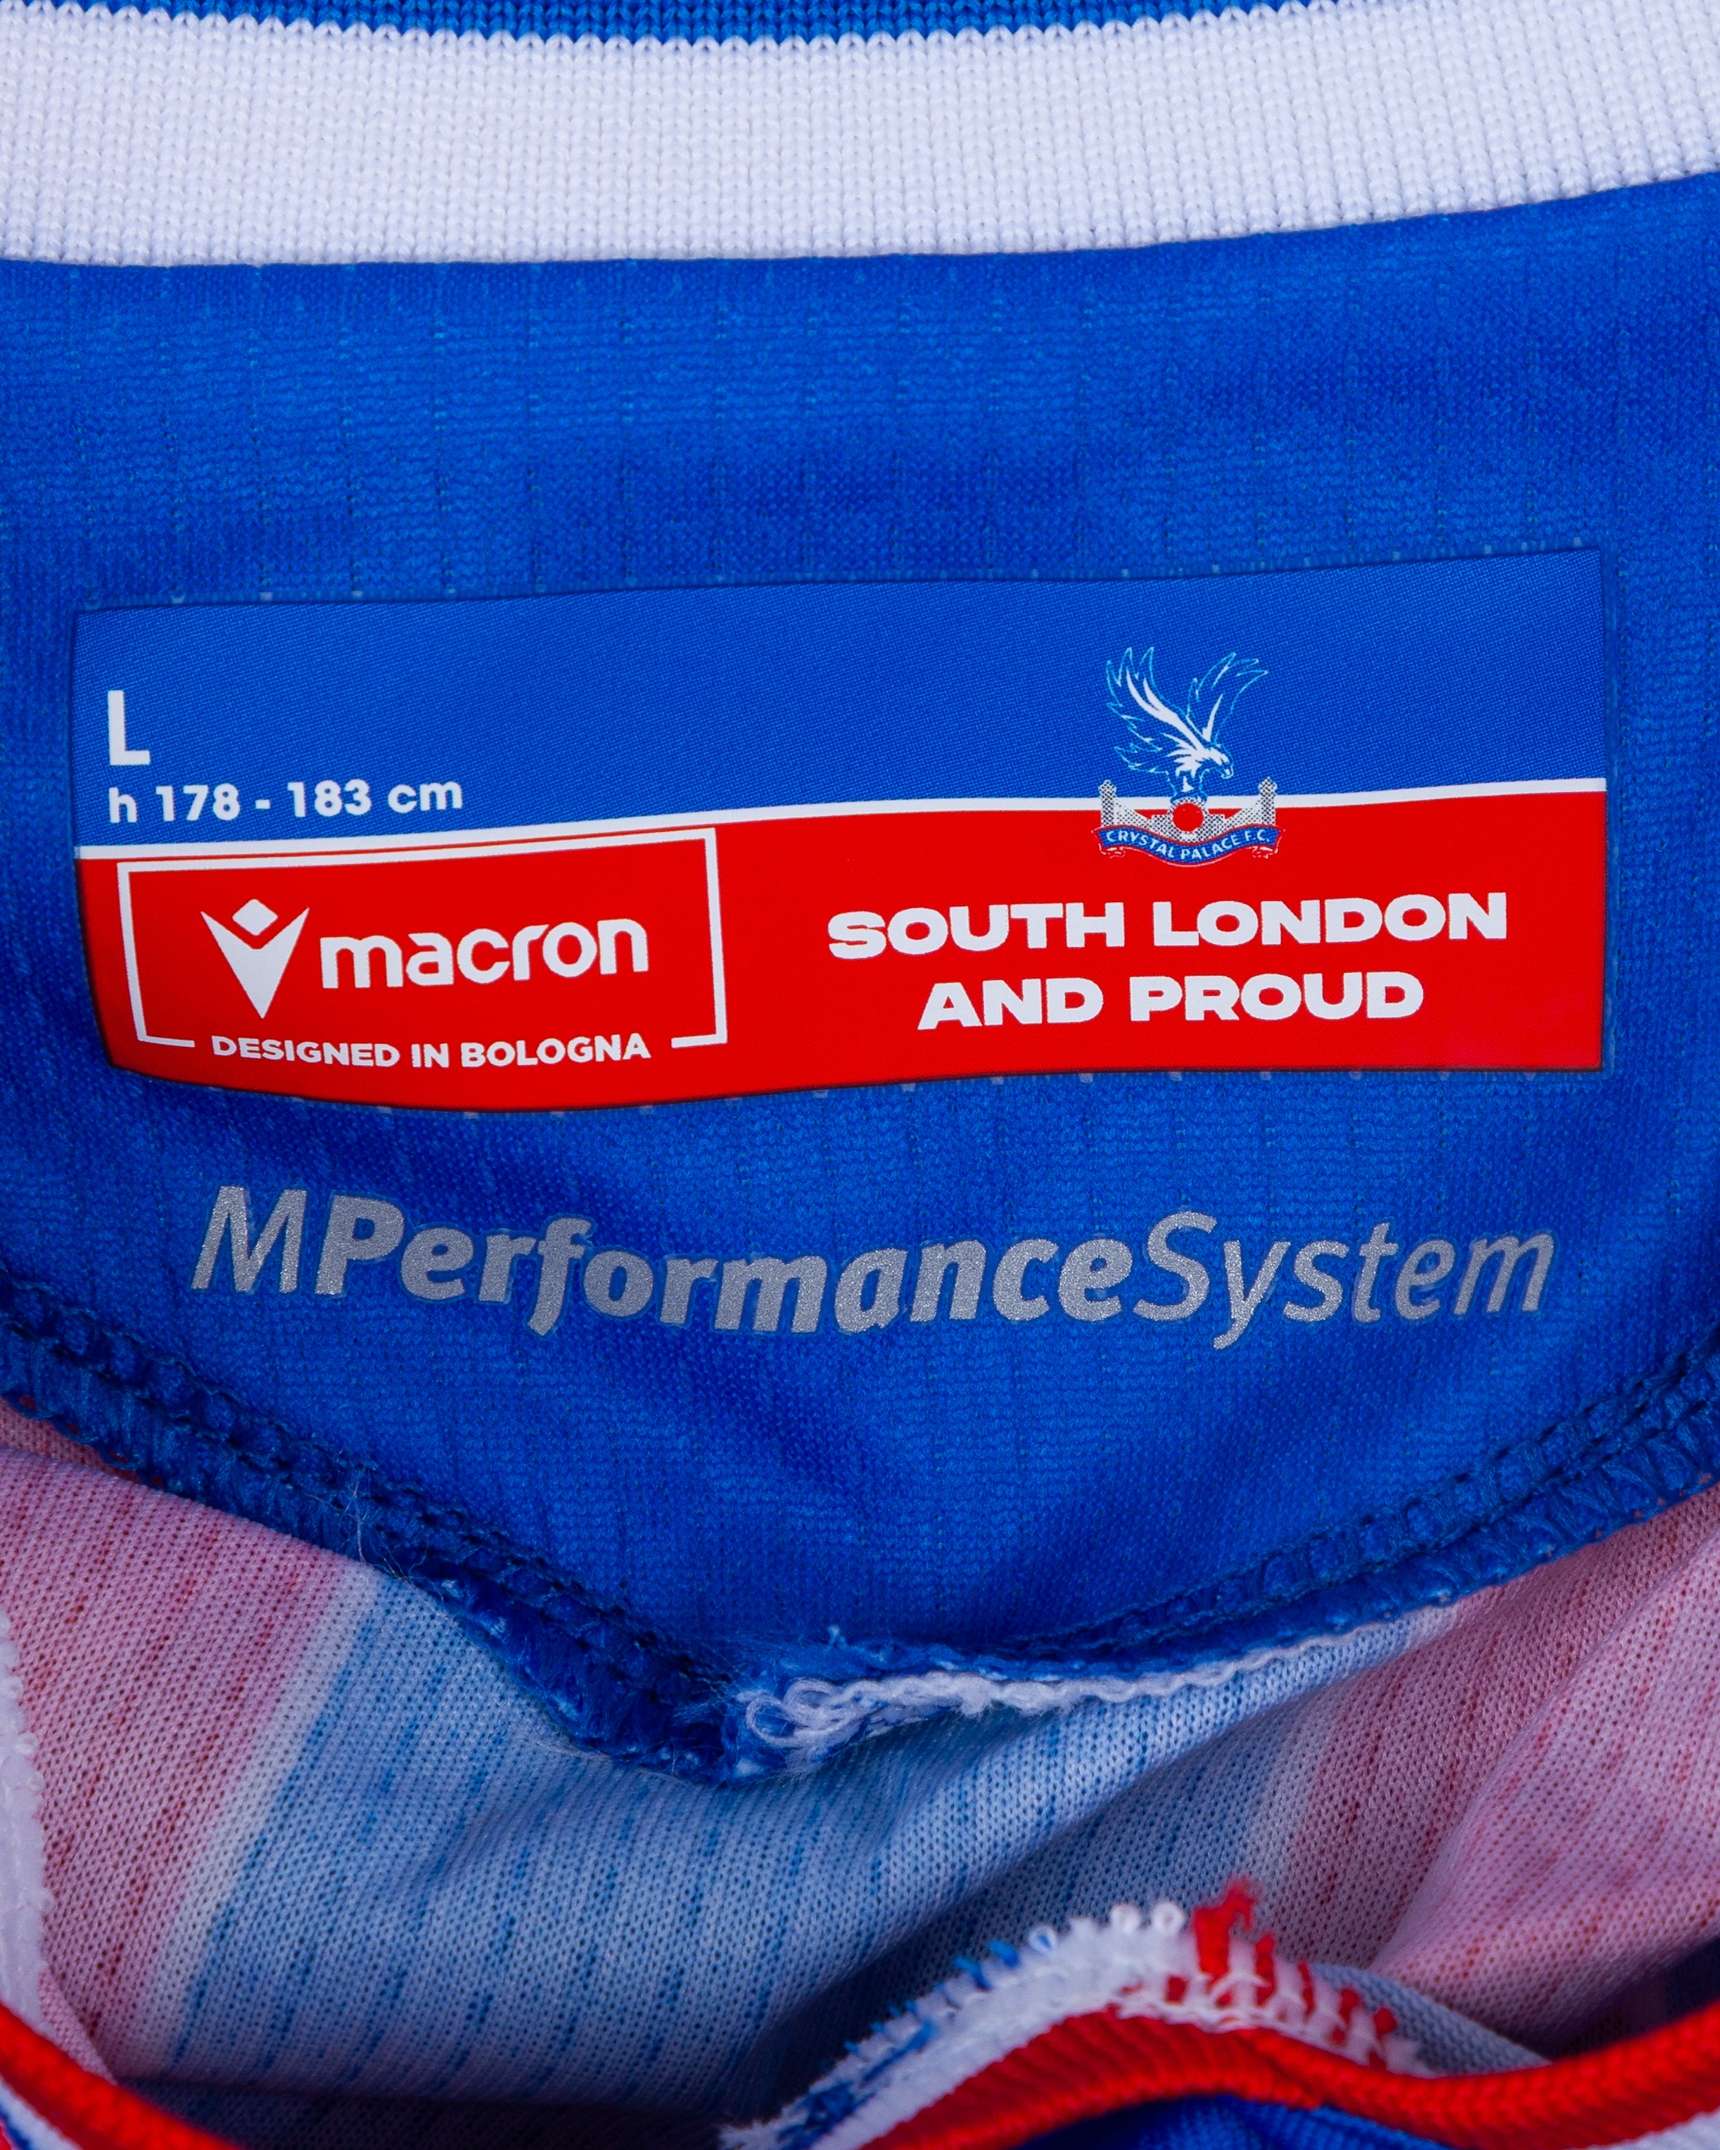 L
h 178 - 183 cm
CRYSTAL PALACE F.C.
macron
DESIGNED IN BOLOGNA
SOUTH LONDON
AND PROUD
MPerformanceSystem